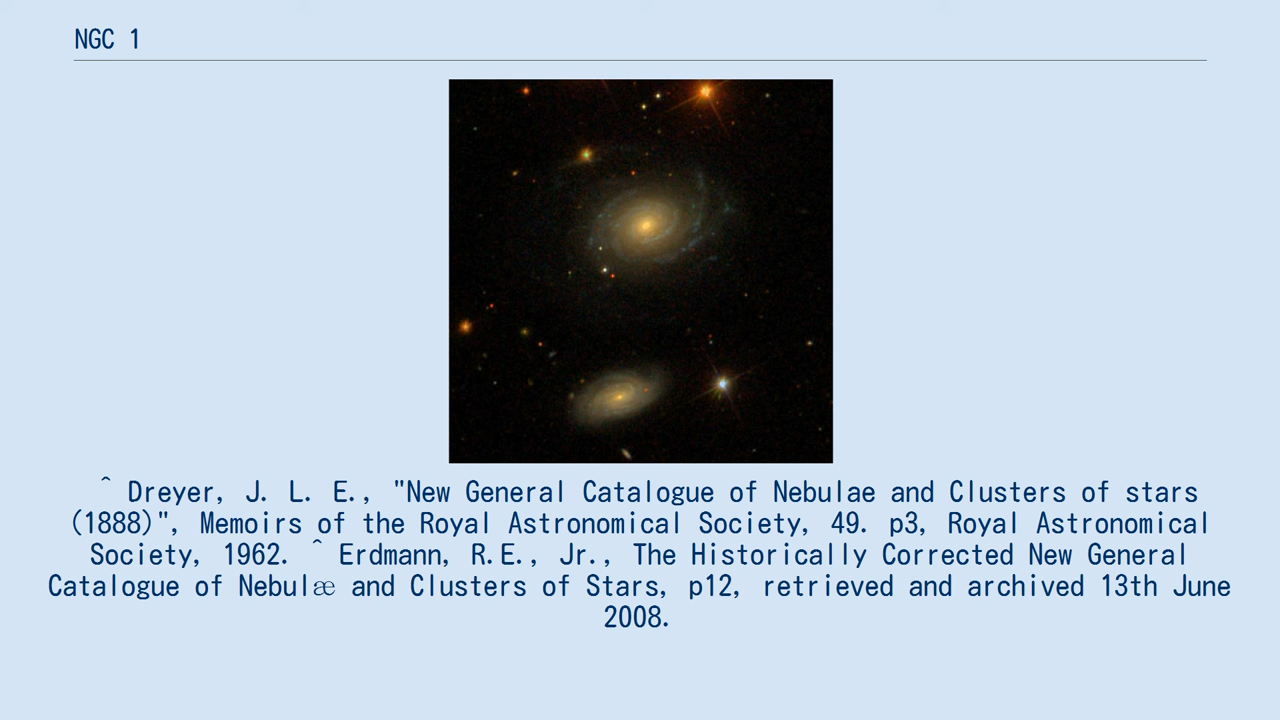 NGC 1
^ Dreyer, J. L. E., "New General Catalogue of Nebulae and Clusters of stars
(1888)", Memoirs of the Royal Astronomical Society, 49. p3, Royal Astronomical
Society, 1962. ^ Erdmann, R.E., Jr., The Historically Corrected New General
Catalogue of Nebulæ and Clusters of Stars, p12, retrieved and archived 13th June
2008.